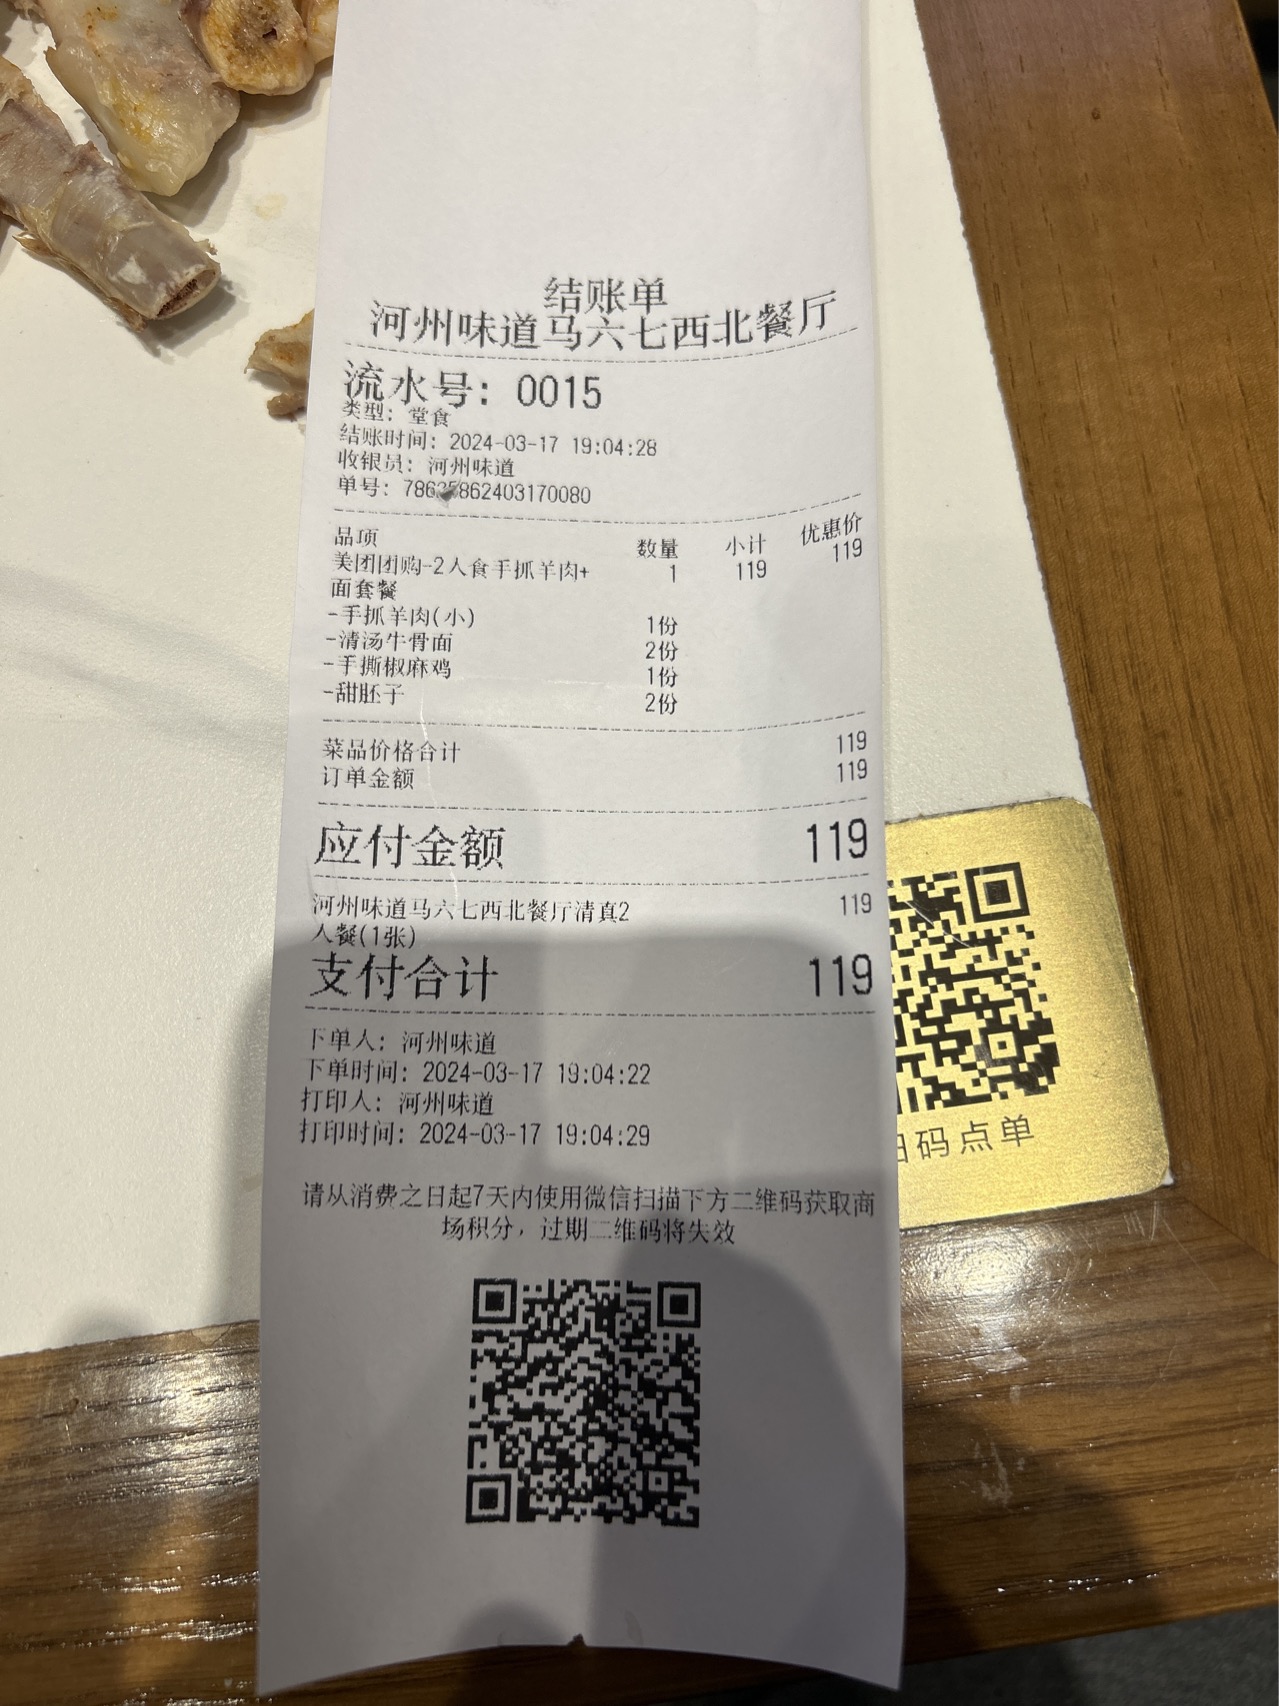 结账单
河州味道马六七西北餐厅
流水号：0015
类型：堂食
结账时间：2024-03-17 19:04:28
收银员：河州味道
单号：862403170080
品项 数量 小计 优惠价
美团团购-2人食手抓羊肉+ 1 119 119
面套餐
-手抓羊肉(小) 1份
-清汤牛骨面 2份
-手撕椒麻鸡 1份
-甜胚子 2份
菜品价格合计 119
订单金额 119
应付金额 119
河州味道马六七西北餐厅清真2 119
人餐(1张)
支付合计 119
下单人：河州味道
下单时间：2024-03-17 19:04:22
打印人：河州味道
打印时间：2024-03-17 19:04:29
请从消费之日起7天内使用微信扫描下方二维码获取商
场积分，过期二维码将失效
码点单